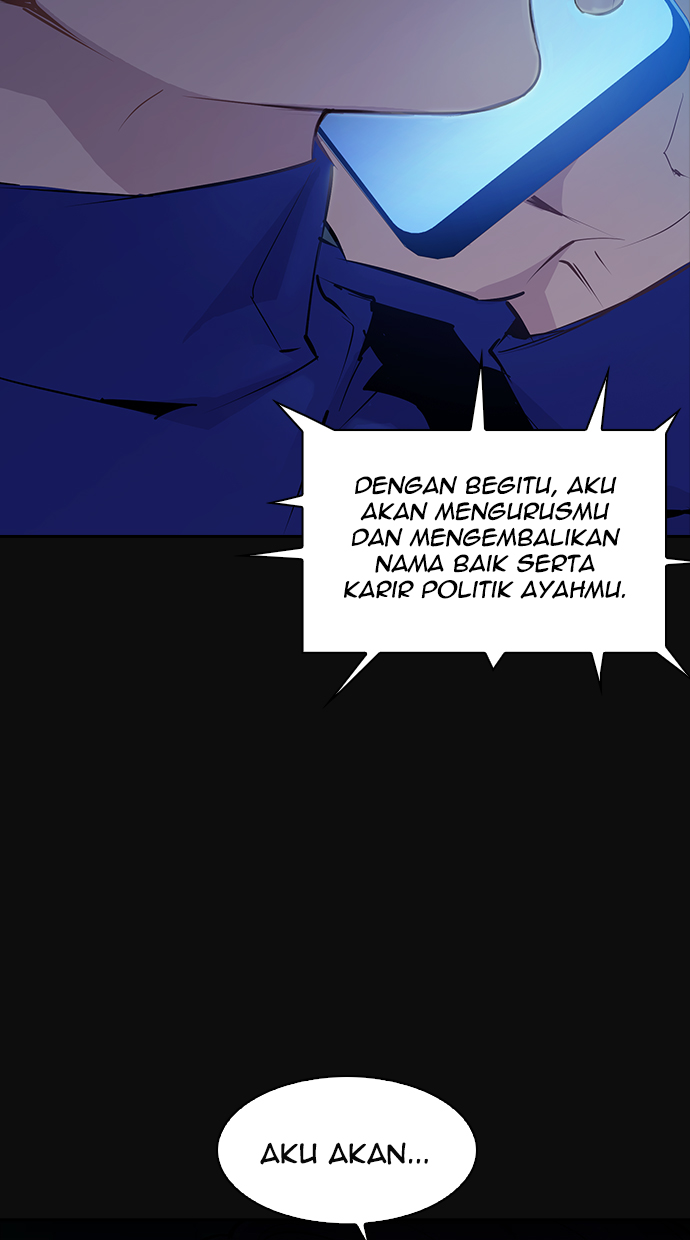 DENGAN BEGITU, AKU
AKAN MENGURUSMU
DAN MENGEMBALIKAN
NAMA BAIK SERTA
KARIR POLITIK AYAHMU.
AKU AKAN...